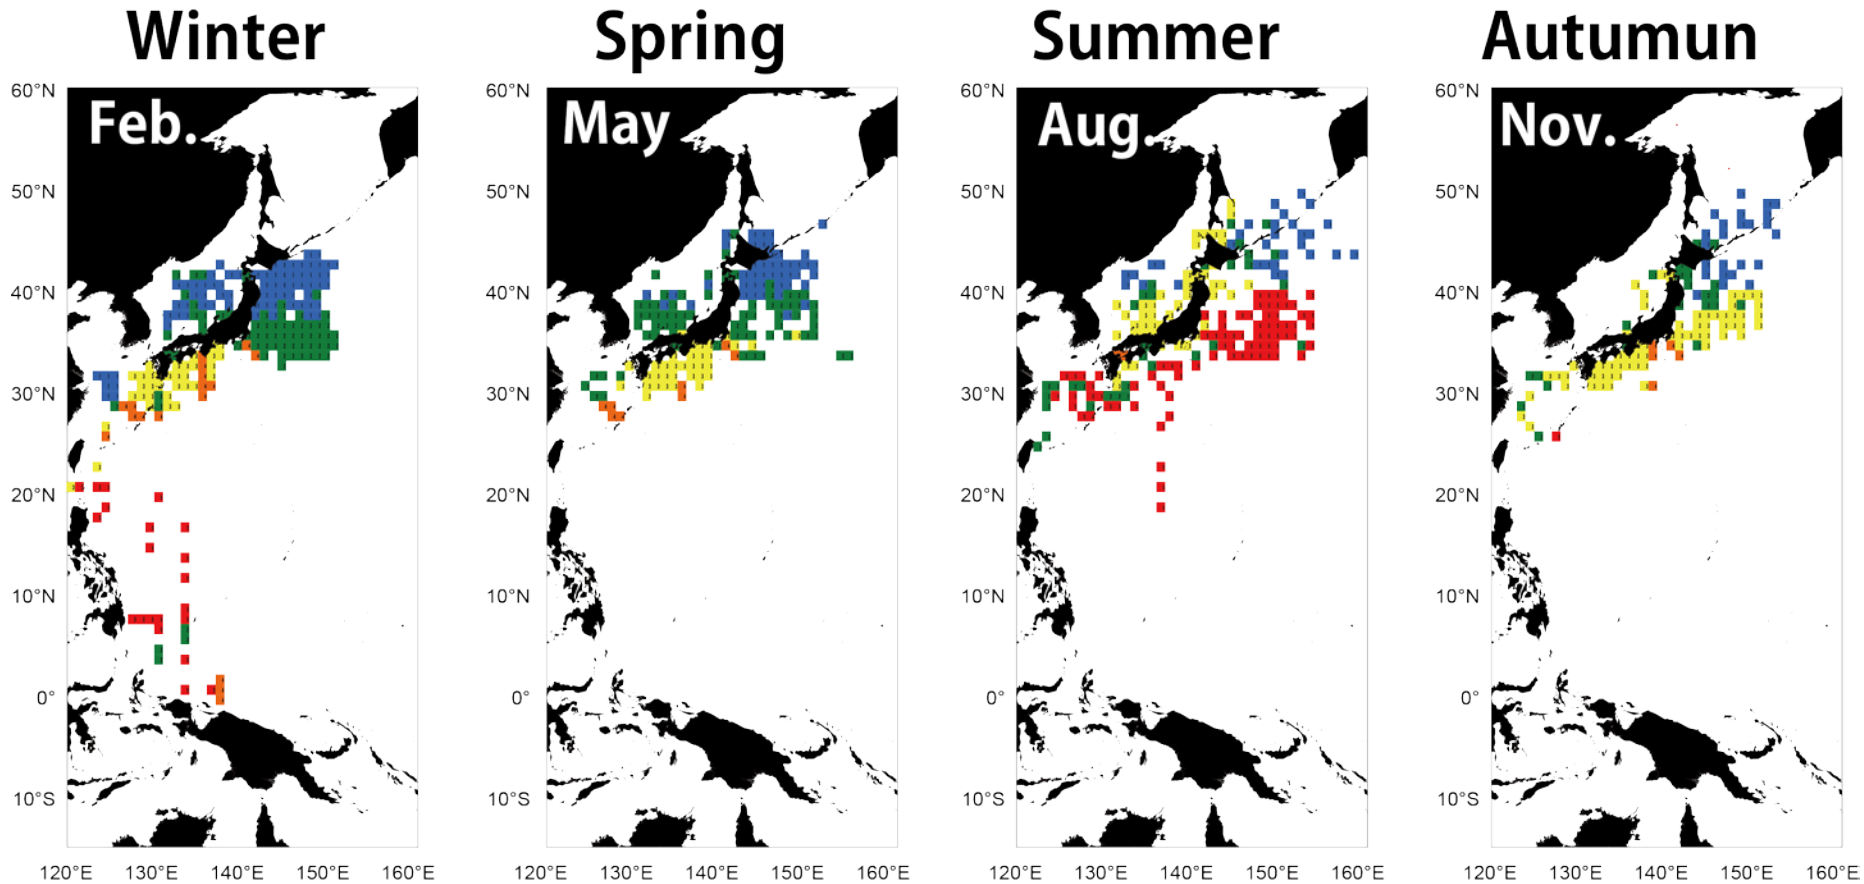 Winter Spring Summer Autumun
60°N 60°N 60°N 60°N
Feb. May Aug. Nov.
50°N 50°N 50°N 50°N
40°N 40°N 40°N 40°N
30°N 30°N 30°N 30°N
20°N 20°N 20°N 20°N
10°N 10°N 10°N 10°N
0° 0° 0° 0°
10°S 10°S 10°S 10°S
120°E 130°E 140°E 150°E 160°E 120°E 130°E 140°E 150°E 160°E 120°E 130°E 140°E 150°E 160°E 120°E 130°E 140°E 150°E 160°E